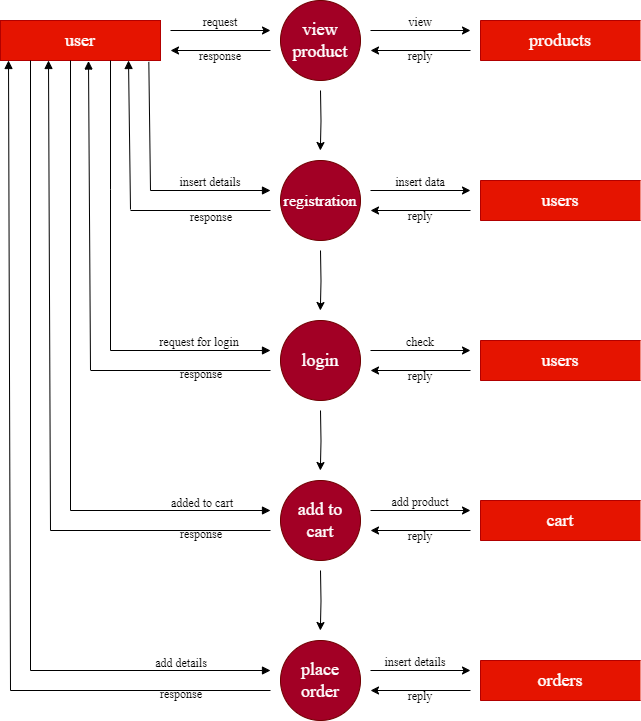 request
view
user
view
product
products
response
reply
insert details
insert data
registration
users
response
reply
request for login
check
login
users
response
reply
added to cart
add product
add to
cart
cart
response
reply
add details
insert details
place
order
orders
response
reply